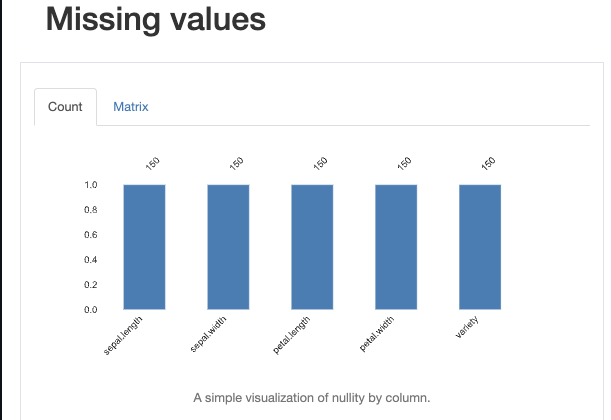 Missing values
Count Matrix
150 150 150 150 150
1.0
0.8
0.6
0.4
0.2
0.0
sepal.length sepal.width petal.length petal.width variety
A simple visualization of nullity by column.